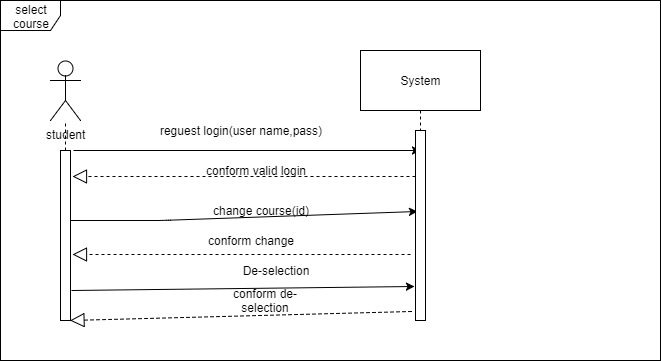 select
course
System
student
reguest login(user name,pass)
conform valid login
change course(id)
conform change
De-selection
conform de-
selection